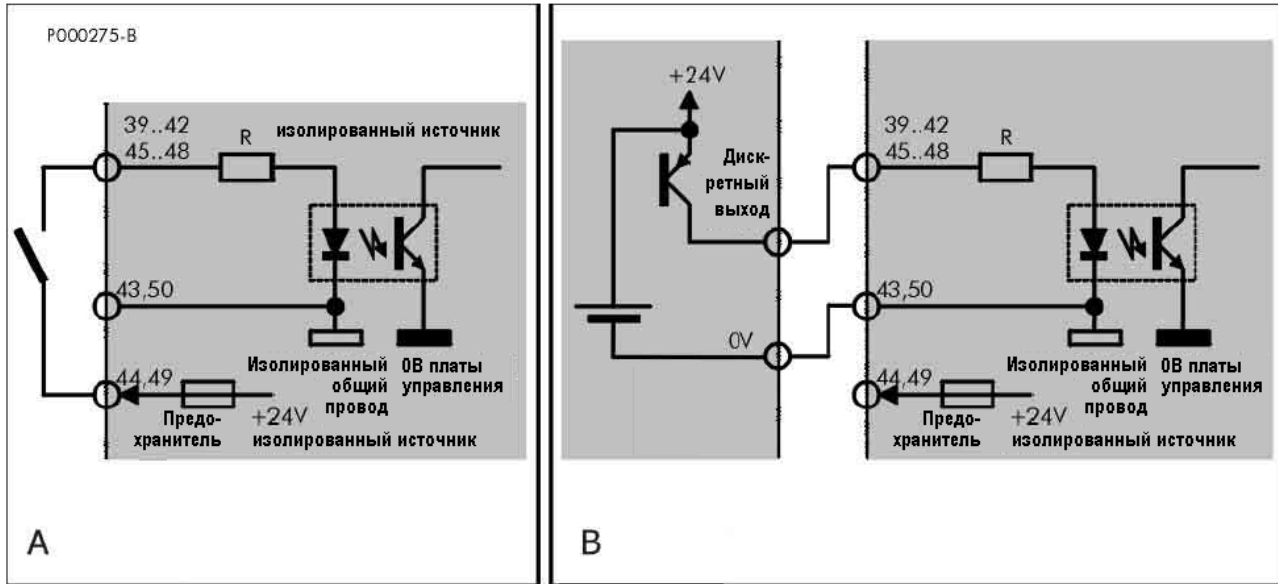 P000275-B
39..42
45..48
R
изолированный источник
43,50
Изолированный
общий
провод
0В платы
управления
44,49
Предо-
хранитель
+24V
изолированный источник
A
+24V
Диск-
ретный
выход
0V
39..42
45..48
R
43,50
Изолированный
общий
провод
0В платы
управления
44,49
Предо-
хранитель
+24V
изолированный источник
B